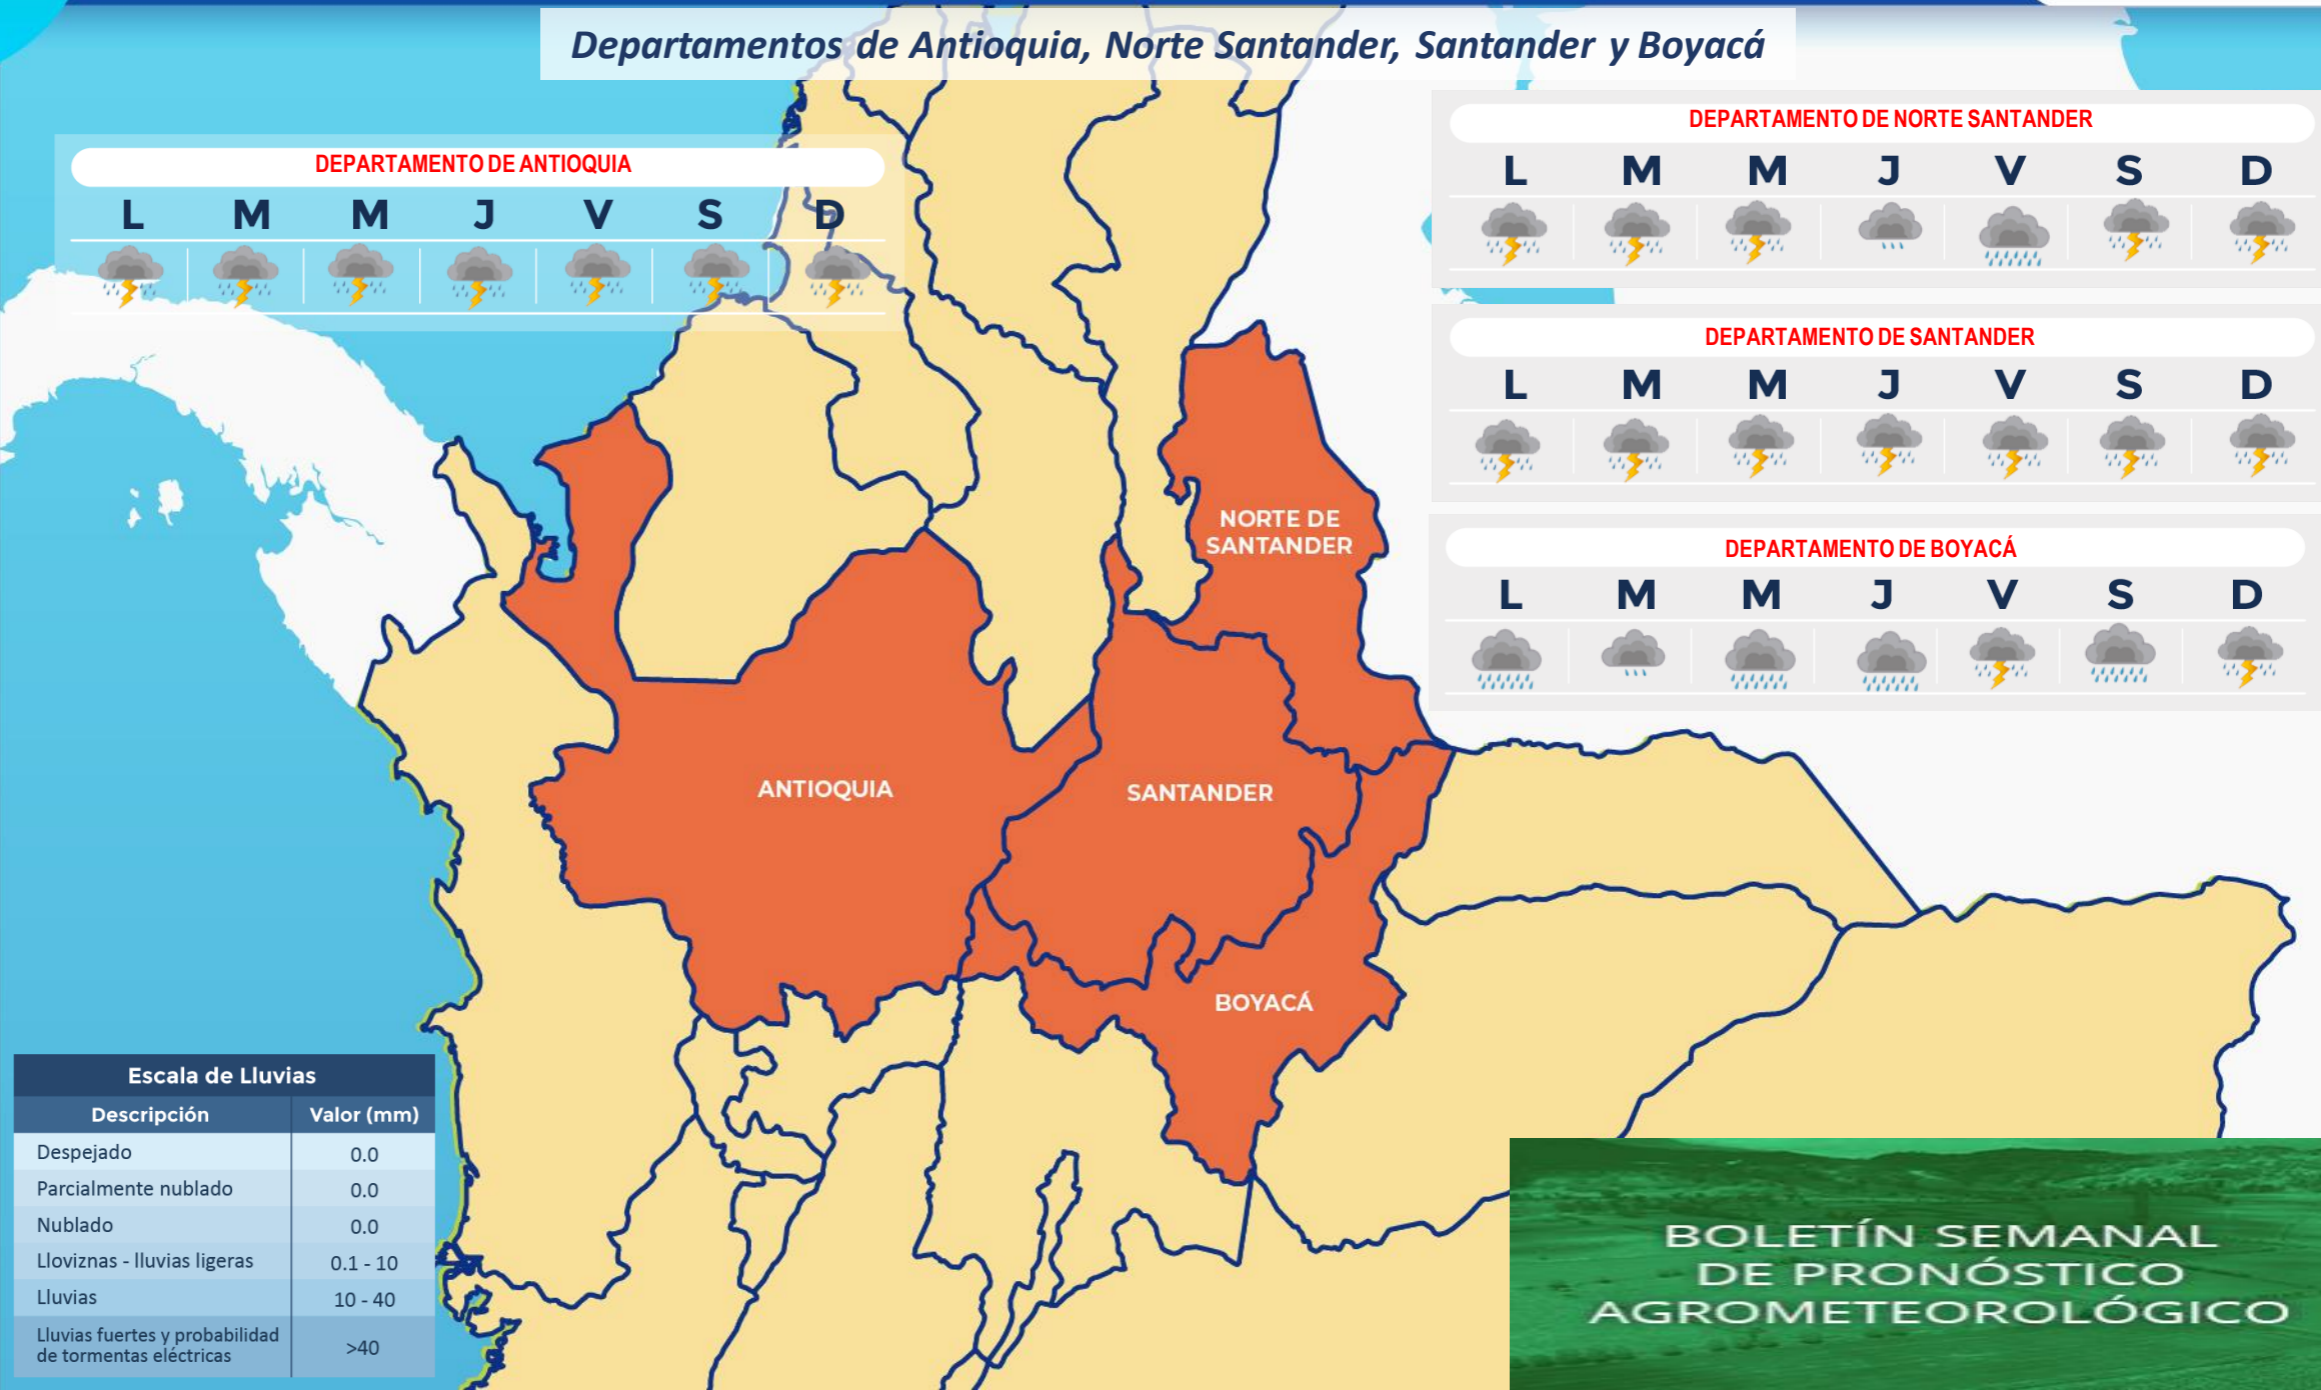 Departamentos de Antioquia, Norte Santander, Santander y Boyacá
DEPARTAMENTO DE ANTIOQUIA
L M M J V S D
DEPARTAMENTO DE NORTE SANTANDER
L M M J V S D
DEPARTAMENTO DE SANTANDER
L M M J V S D
DEPARTAMENTO DE BOYACÁ
L M M J V S D
NORTE DE
SANTANDER
ANTIOQUIA
SANTANDER
BOYACÁ
Escala de Lluvias
Descripción Valor (mm)
Despejado 0.0
Parcialmente nublado 0.0
Nublado 0.0
Lloviznas - lluvias ligeras 0.1 - 10
Lluvias 10 - 40
Lluvias fuertes y probabilidad
de tormentas eléctricas >40
BOLETÍN SEMANAL
DE PRONÓSTICO
AGROMETEOROLÓGICO